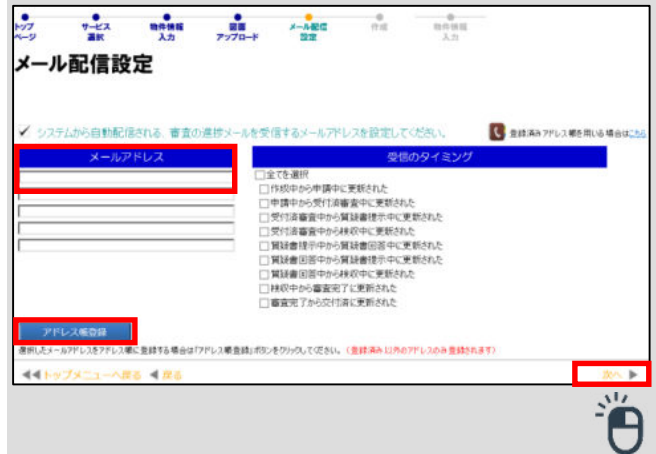 トップ
ページ
サービス
選択
物件情報
入力
図面
アップロード
メール配信
設定
作成
物件情報
入力
メール配信設定
✓ システムから自動配信される、審査の進捗メールを受信するメールアドレスを設定してください。
登録済みアドレス帳を用いる場合はこちら
メールアドレス
受信のタイミング
全てを選択
作成中から申請中に更新された
申請中から受付済審査中に更新された
受付済審査中から質疑書提示中に更新された
受付済審査中から検収中に更新された
質疑書提示中から質疑書回答中に更新された
質疑書回答中から質疑書提示中に更新された
質疑書回答中から検収中に更新された
検収中から審査完了に更新された
審査完了から交付済に更新された
アドレス帳登録
選択したメールアドレスをアドレス帳に登録する場合は「アドレス帳登録」ボタンをクリックしてください。（登録済み以外のアドレスのみ登録されます）
◀◀トップメニューへ戻る ◀ 戻る
次へ ▶